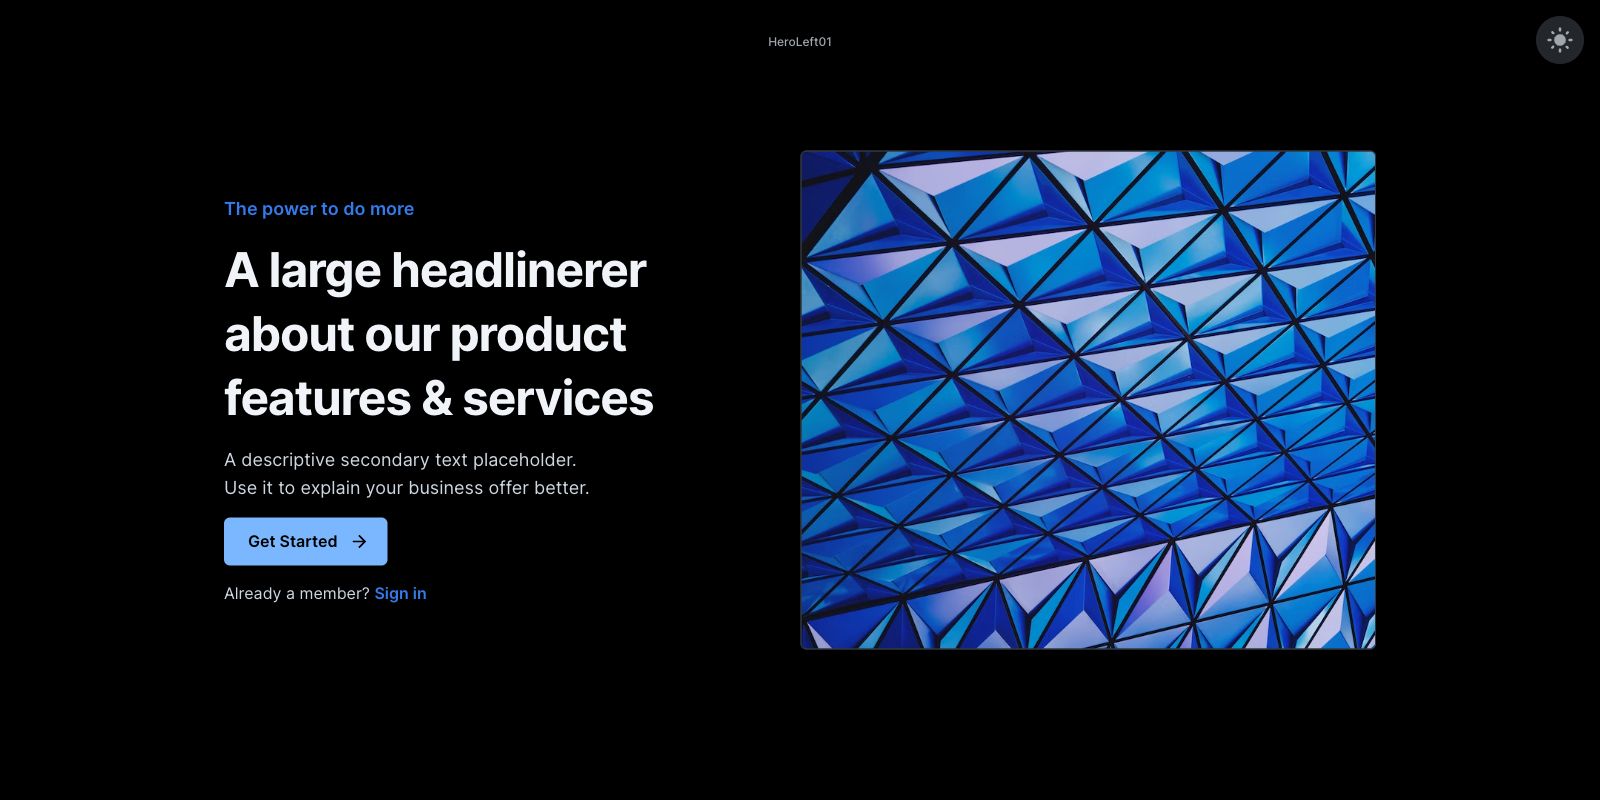 HeroLeft01
The power to do more
A large headlinerer
about our product
features & services
A descriptive secondary text placeholder.
Use it to explain your business offer better.
Get Started
Already a member? Sign in